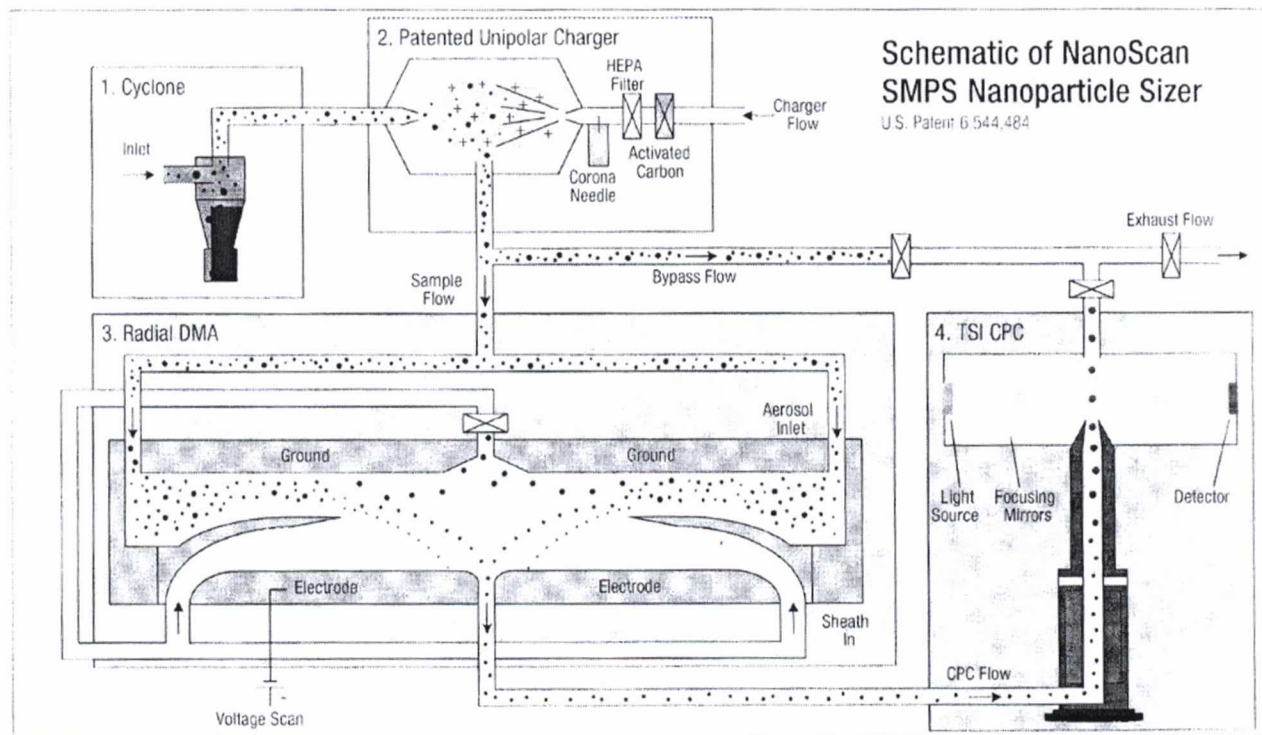 Schematic of NanoScan
SMPS Nanoparticle Sizer
U.S. Patent 6,544,484
1. Cyclone
Inlet
2. Patented Unipolar Charger
HEPA
Filter
Charger
Flow
Activated
Carbon
Corona
Needle
Exhaust Flow
Bypass Flow
Sample
Flow
3. Radial DMA
Aerosol
Inlet
Ground
Ground
Electrode
Electrode
Sheath
In
Voltage Scan
CPC Flow
4. TSI CPC
Light
Source
Focusing
Mirrors
Detector